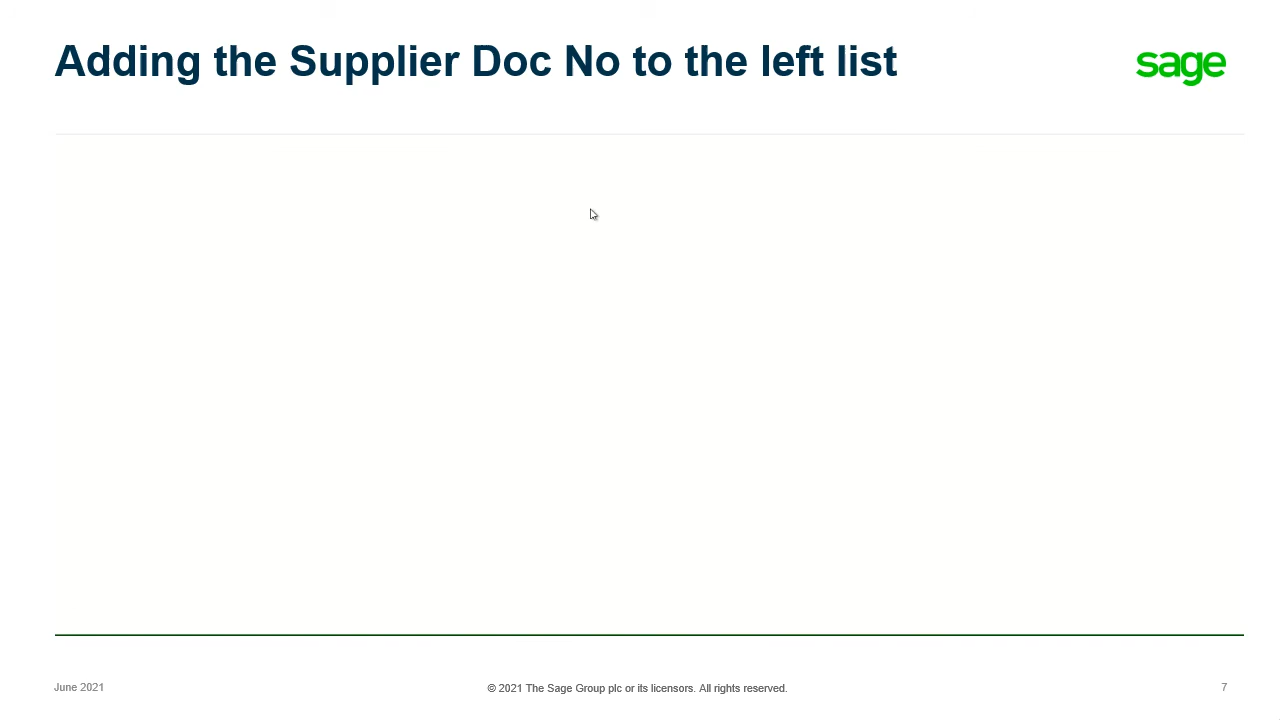 Adding the Supplier Doc No to the left list
sage
June 2021
© 2021 The Sage Group plc or its licensors. All rights reserved.
7